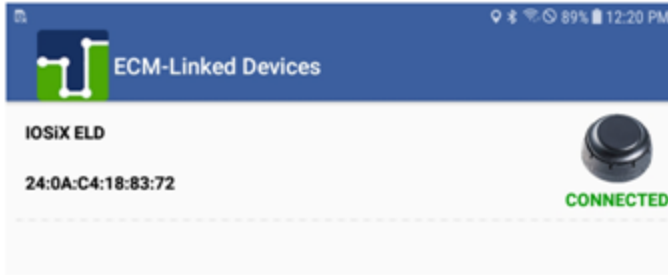 89% 12:20 PM
ECM-Linked Devices
IOSiX ELD
24:0A:C4:18:83:72
CONNECTED